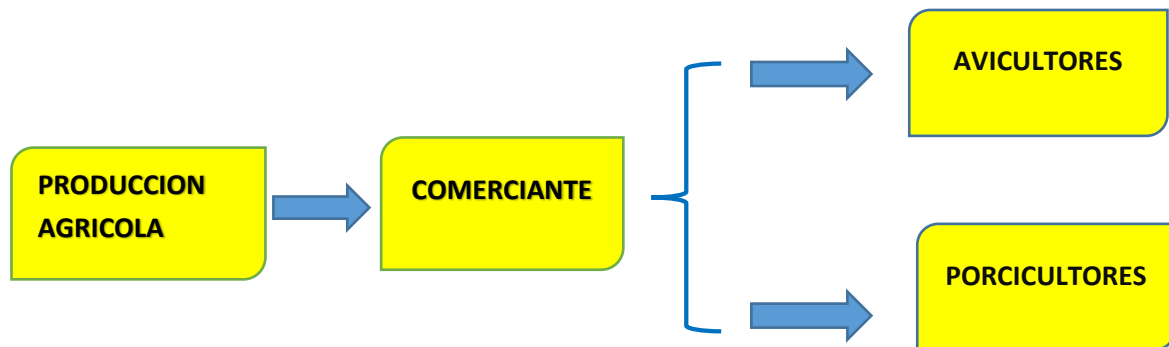 PRODUCCION
AGRICOLA
COMERCIANTE
AVICULTORES
PORCICULTORES